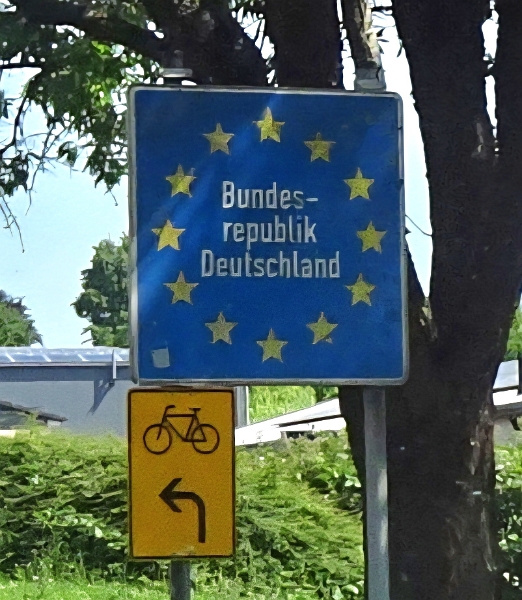 Bundes-
republik
Deutschland